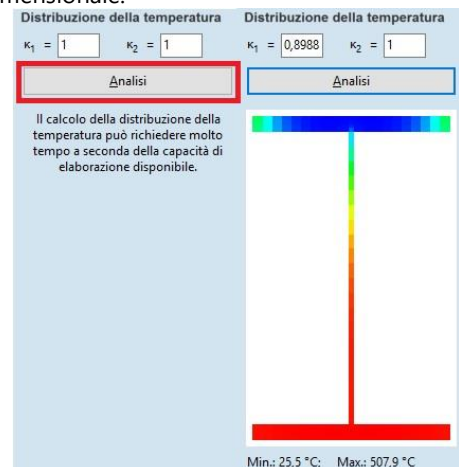 mensionale.
Distribuzione della temperatura
κ₁ = 1 κ₂ = 1
Analisi
Il calcolo della distribuzione della
temperatura può richiedere molto
tempo a seconda della capacità di
elaborazione disponibile.
Distribuzione della temperatura
κ₁ = 0,8988 κ₂ = 1
Analisi
Min.: 25,5 °C; Max.: 507,9 °C